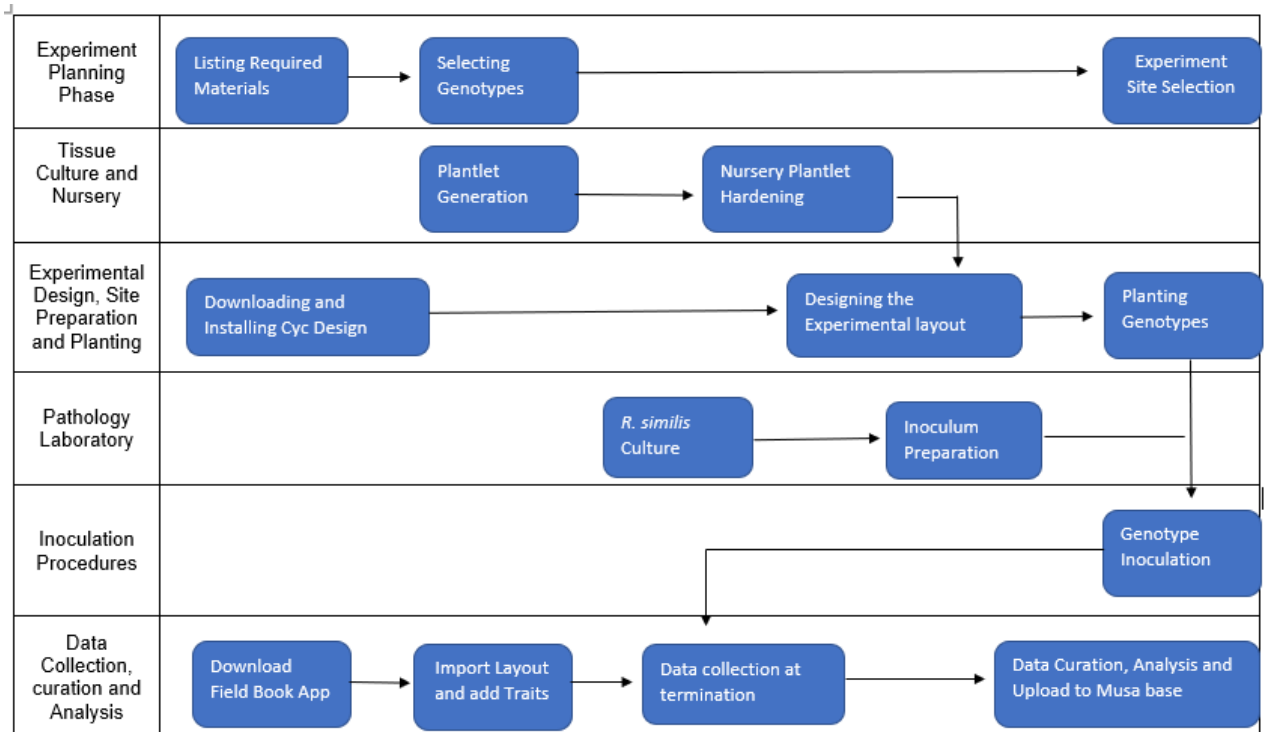 Experiment
Planning
Phase
Listing Required
Materials
Selecting
Genotypes
Experiment
Site Selection
Tissue
Culture and
Nursery
Plantlet
Generation
Nursery Plantlet
Hardening
Experimental
Design, Site
Preparation
and Planting
Downloading and
Installing Cyc Design
Designing the
Experimental layout
Planting
Genotypes
Pathology
Laboratory
R. similis
Culture
Inoculum
Preparation
Inoculation
Procedures
Genotype
Inoculation
Data
Collection,
curation and
Analysis
Download
Field Book App
Import Layout
and add Traits
Data collection at
termination
Data Curation, Analysis and
Upload to Musa base